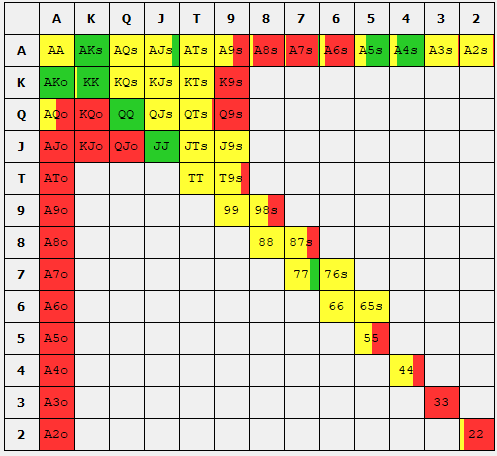 A K Q J T 9 8 7 6 5 4 3 2
A AA AKs AQs AJs ATs A9s A8s A7s A6s A5s A4s A3s A2s
K AKo KK KQs KJs KTs K9s
Q AQo KQo QQ QJs QTs Q9s
J AJo KJo QJo JJ JTs J9s
T ATo TT T9s
9 A9o 99 98s
8 A8o 88 87s
7 A7o 77 76s
6 A6o 66 65s
5 A5o 55
4 A4o 44
3 A3o 33
2 A2o 22